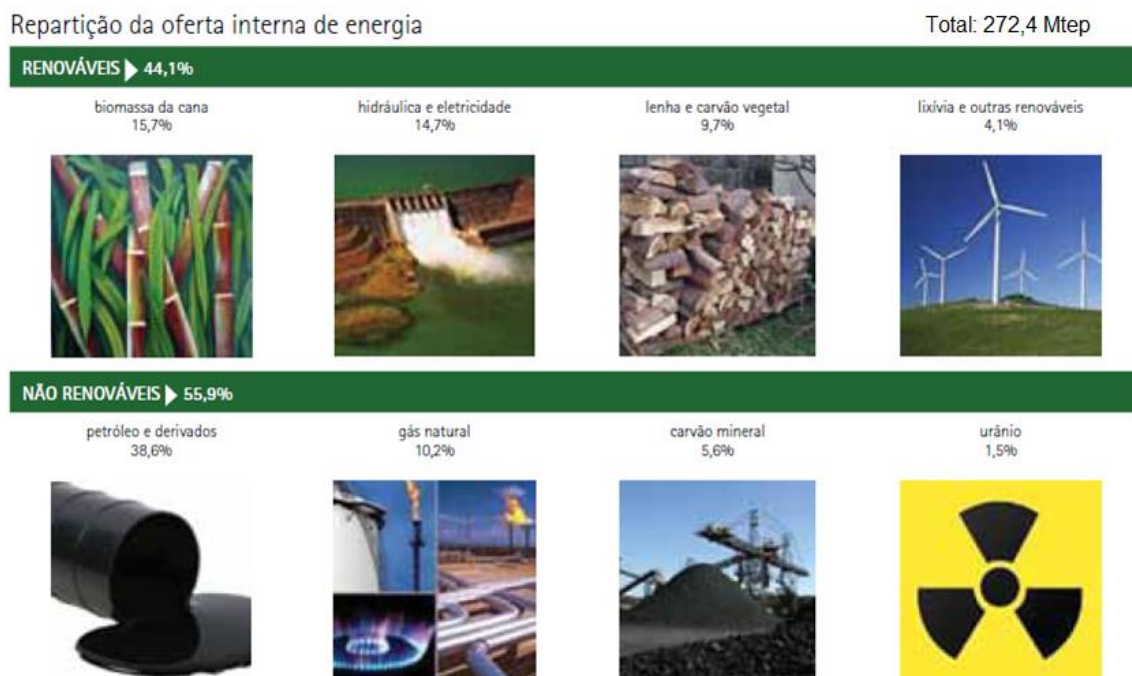 Repartição da oferta interna de energia
Total: 272,4 Mtep
RENOVÁVEIS 44,1%
biomassa da cana
15,7%
hidráulica e eletricidade
14,7%
lenha e carvão vegetal
9,7%
lixívia e outras renováveis
4,1%
NÃO RENOVÁVEIS 55,9%
petróleo e derivados
38,6%
gás natural
10,2%
carvão mineral
5,6%
urânio
1,5%